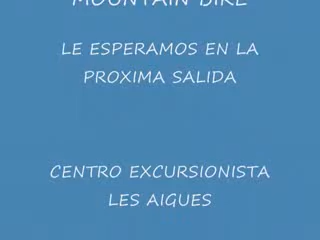 MOUNTAIN BIKE
LE ESPERAMOS EN LA
PROXIMA SALIDA
CENTRO EXCURSIONISTA
LES AIGUES